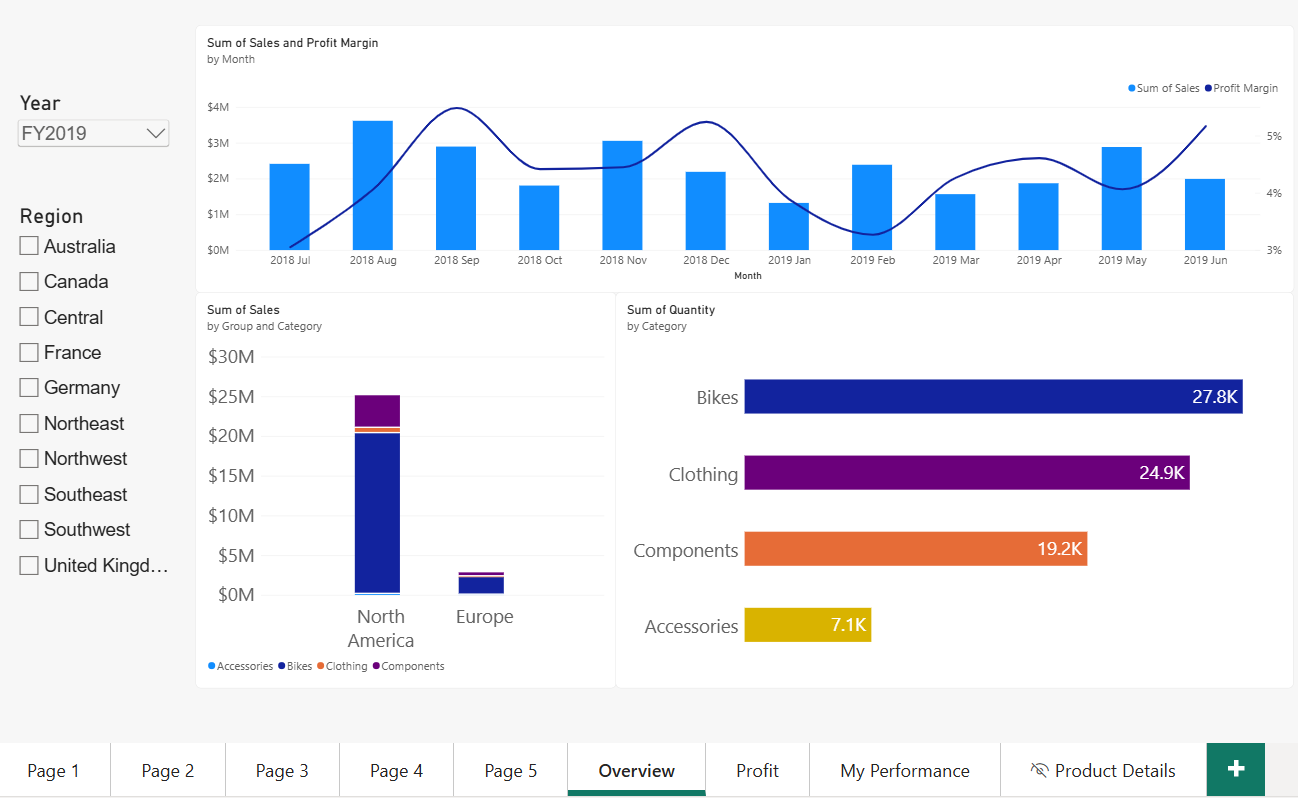 Year
FY2019
Region
Australia
Canada
Central
France
Germany
Northeast
Northwest
Southeast
Southwest
United Kingd...
Sum of Sales and Profit Margin
by Month
Sum of Sales Profit Margin
$4M
$3M
$2M
$1M
$0M
5%
4%
3%
2018 Jul 2018 Aug 2018 Sep 2018 Oct 2018 Nov 2018 Dec 2019 Jan 2019 Feb 2019 Mar 2019 Apr 2019 May 2019 Jun
Month
Sum of Sales
by Group and Category
$30M
$25M
$20M
$15M
$10M
$5M
$0M
North America
Europe
Accessories Bikes Clothing Components
Sum of Quantity
by Category
Bikes 27.8K
Clothing 24.9K
Components 19.2K
Accessories 7.1K
Page 1 Page 2 Page 3 Page 4 Page 5 Overview Profit My Performance Product Details +